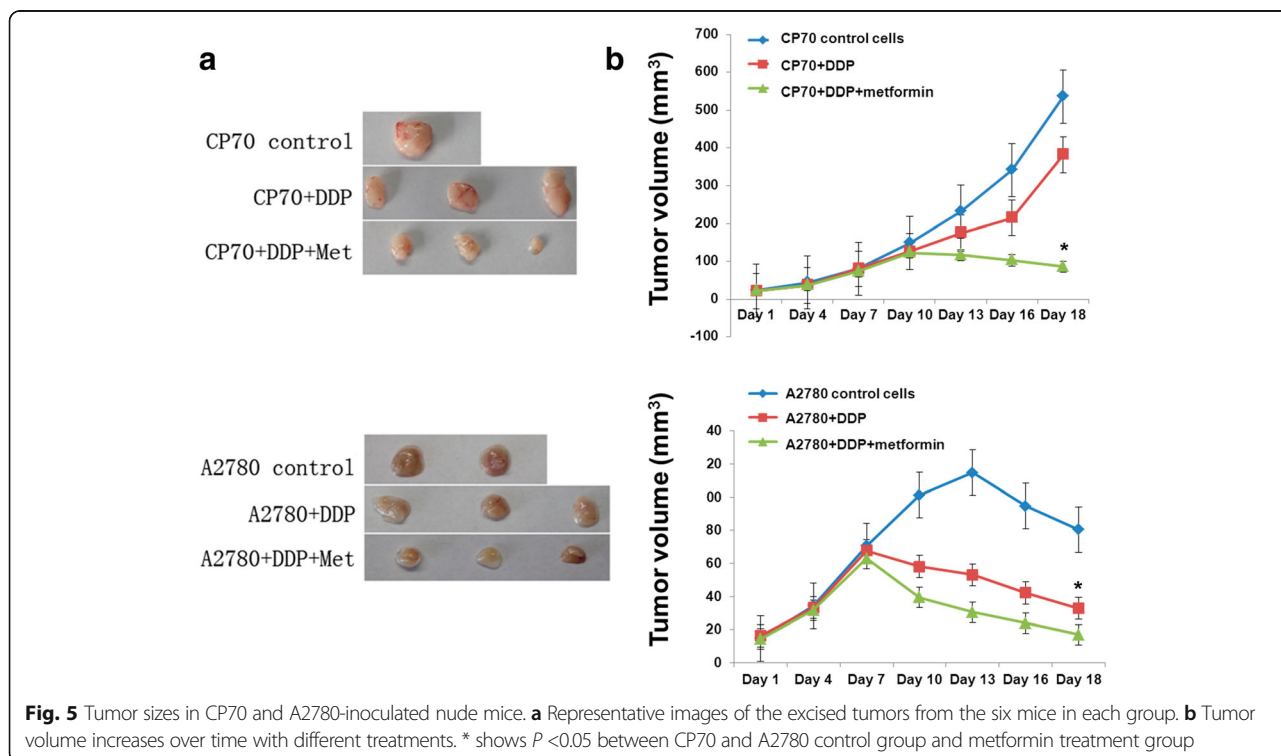 a
CP70 control
CP70+DDP
CP70+DDP+Met
A2780 control
A2780+DDP
A2780+DDP+Met
b
CP70 control cells
CP70+DDP
CP70+DDP+metformin
Tumor volume (mm³)
700
600
500
400
300
200
100
0
-100
*
Day 1 Day 4 Day 7 Day 10 Day 13 Day 16 Day 18
A2780 control cells
A2780+DDP
A2780+DDP+metformin
Tumor volume (mm³)
40
20
00
80
60
40
20
0
*
Day 1 Day 4 Day 7 Day 10 Day 13 Day 16 Day 18
Fig. 5 Tumor sizes in CP70 and A2780-inoculated nude mice. a Representative images of the excised tumors from the six mice in each group. b Tumor
volume increases over time with different treatments. * shows P <0.05 between CP70 and A2780 control group and metformin treatment group